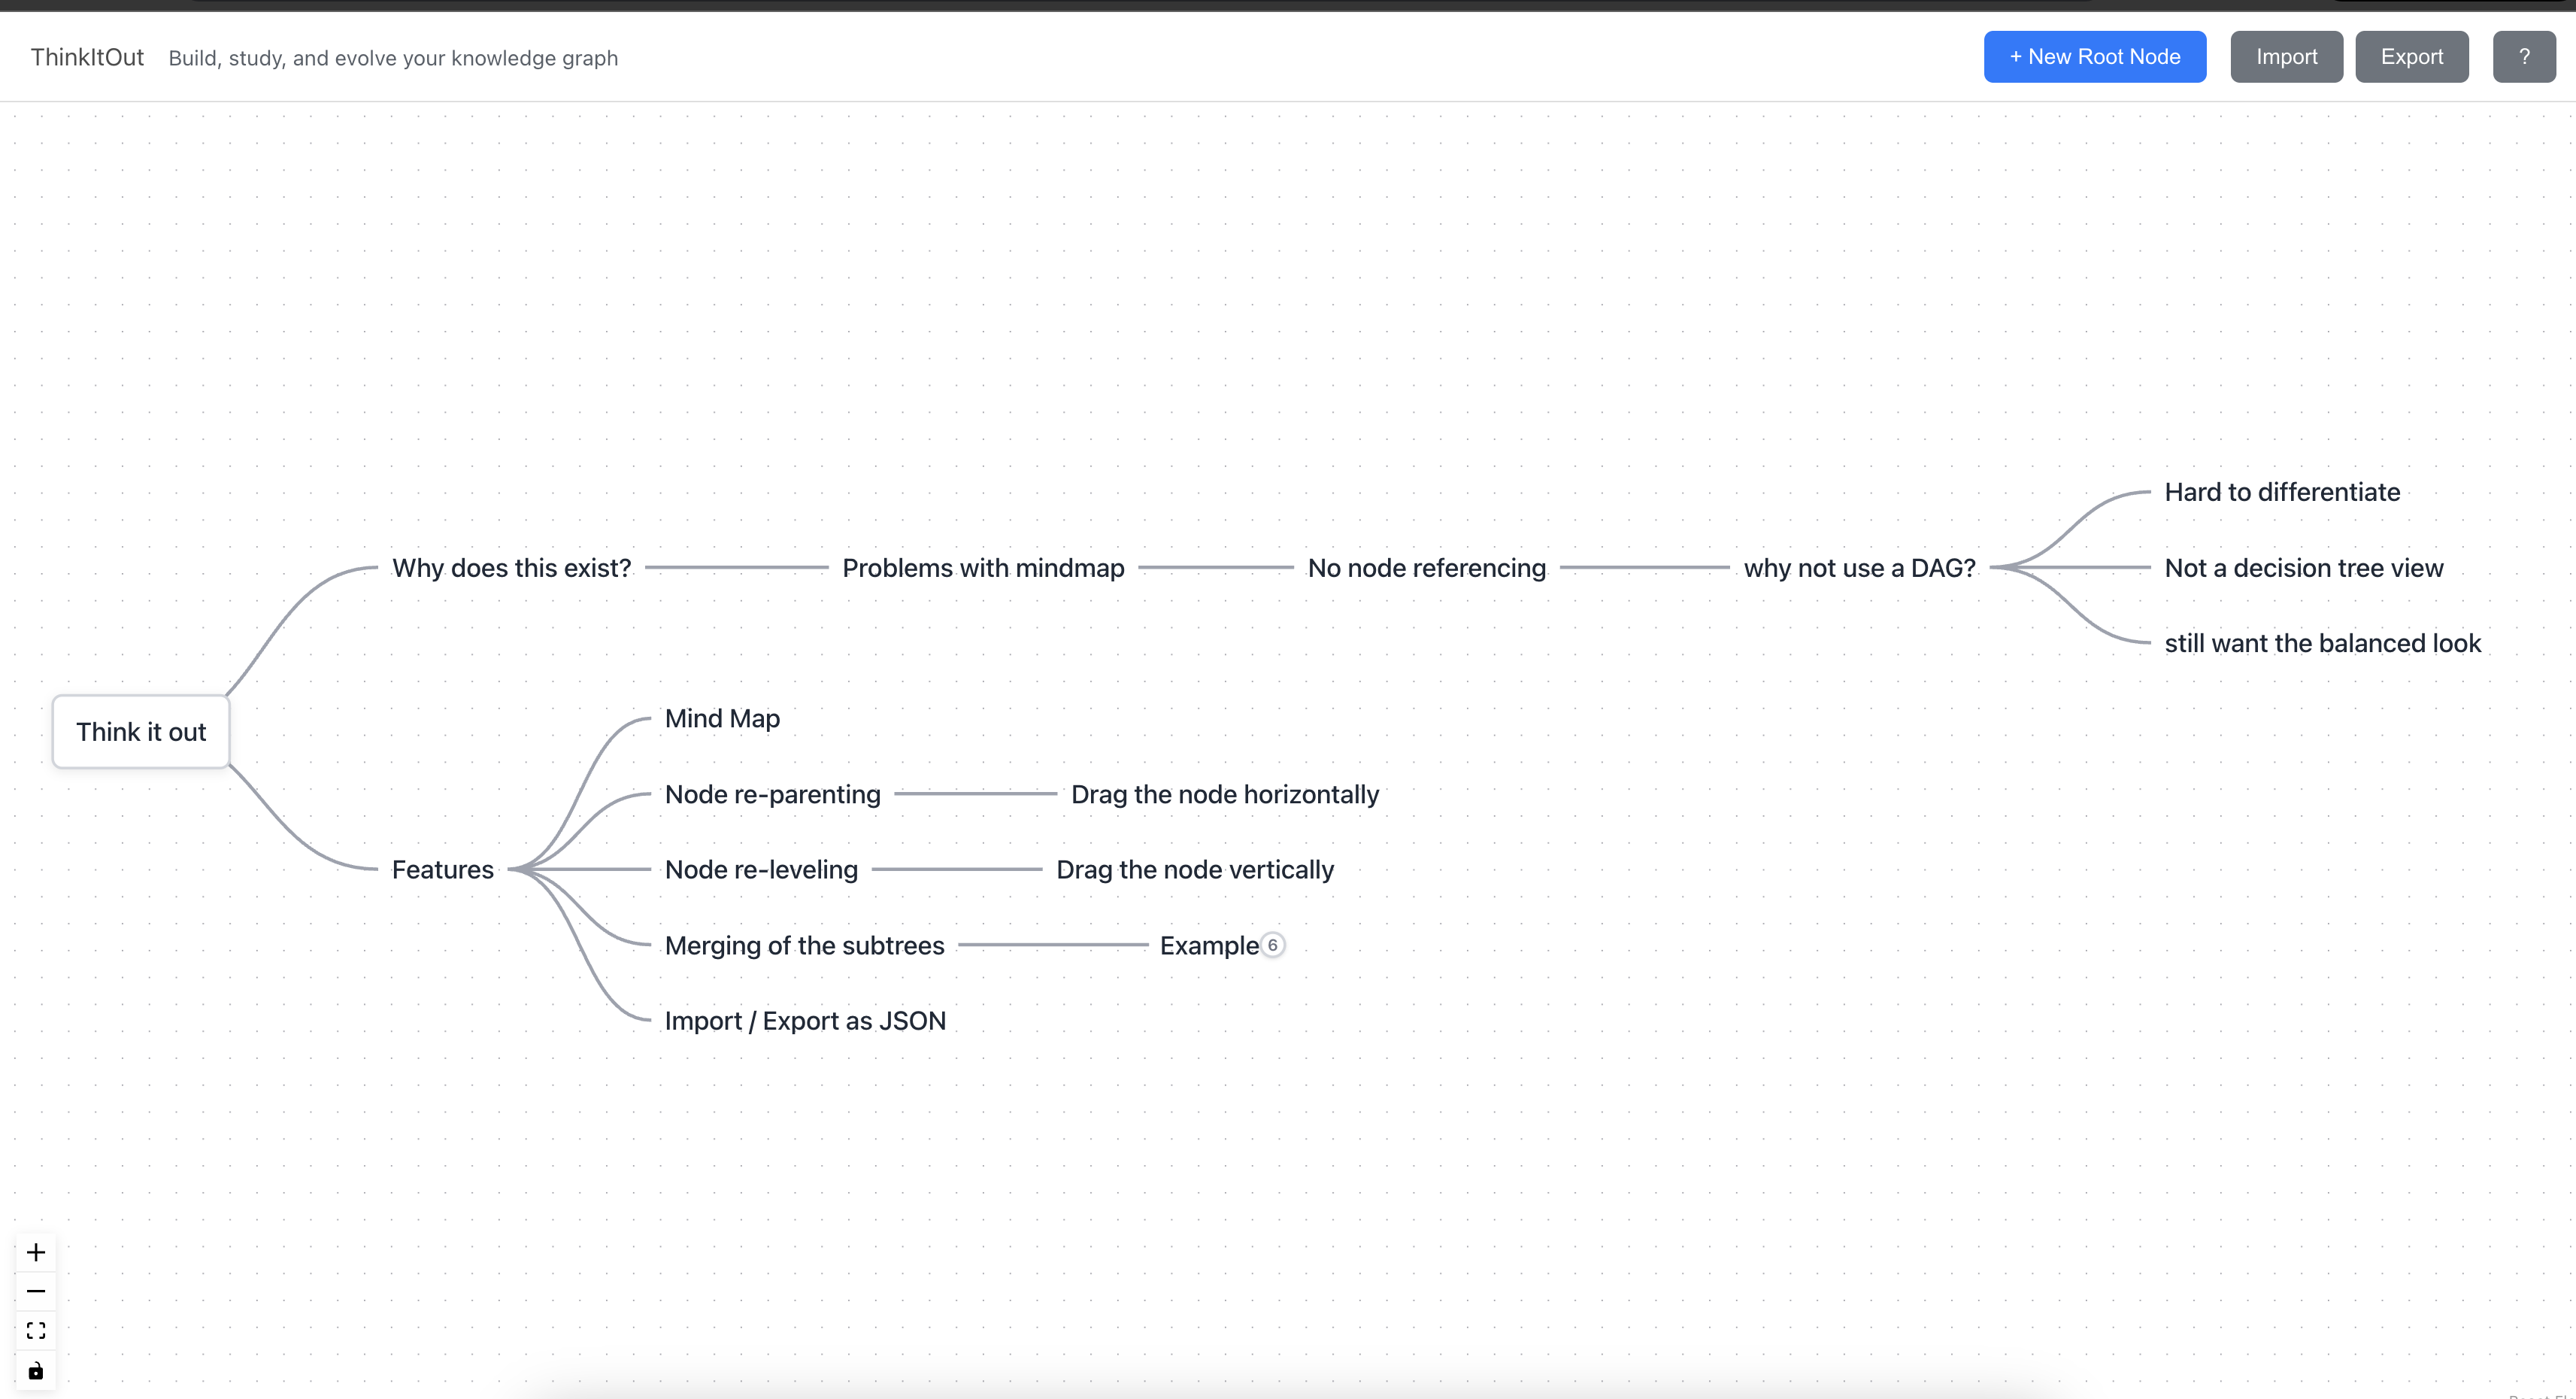 ThinkItOut Build, study, and evolve your knowledge graph + New Root Node Import Export ?
Hard to differentiate
Why does this exist? Problems with mindmap No node referencing why not use a DAG? Not a decision tree view
still want the balanced look
Mind Map
Think it out
Node re-parenting Drag the node horizontally
Features Node re-leveling Drag the node vertically
Merging of the subtrees Example 6
Import / Export as JSON